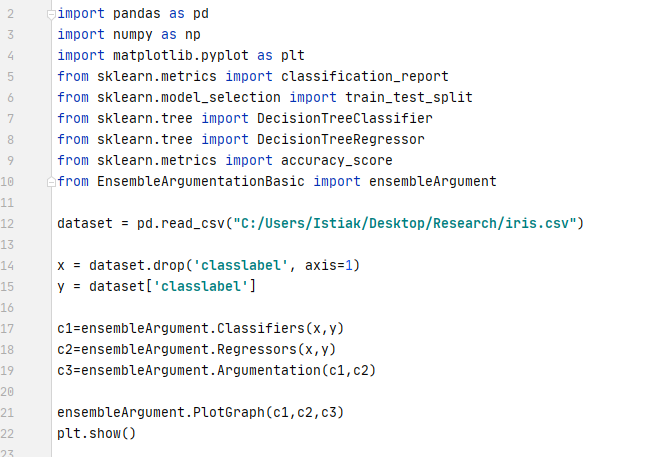 2 import pandas as pd
3 import numpy as np
4 import matplotlib.pyplot as plt
5 from sklearn.metrics import classification_report
6 from sklearn.model_selection import train_test_split
7 from sklearn.tree import DecisionTreeClassifier
8 from sklearn.tree import DecisionTreeRegressor
9 from sklearn.metrics import accuracy_score
10 from EnsembleArgumentationBasic import ensembleArgument
11
12 dataset = pd.read_csv("C:/Users/Istiak/Desktop/Research/iris.csv")
13
14 x = dataset.drop('classlabel', axis=1)
15 y = dataset['classlabel']
16
17 c1=ensembleArgument.Classifiers(x,y)
18 c2=ensembleArgument.Regressors(x,y)
19 c3=ensembleArgument.Argumentation(c1,c2)
20
21 ensembleArgument.PlotGraph(c1,c2,c3)
22 plt.show()
23